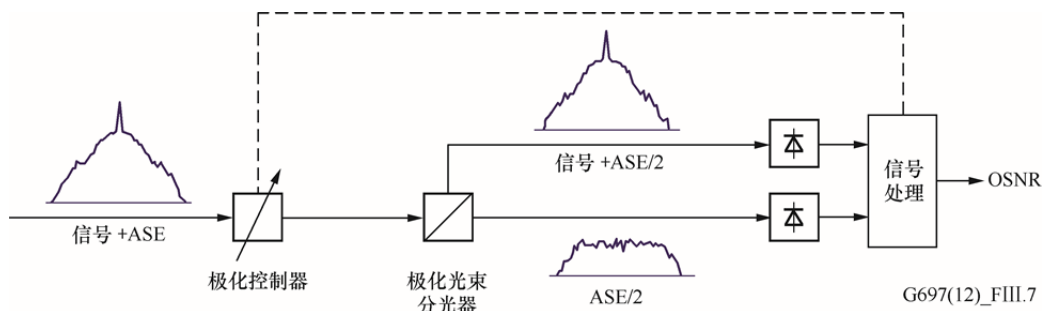 信号 +ASE/2
信号
处理
OSNR
信号 +ASE
极化控制器
极化光束
分光器
ASE/2
G697(12)_FIII.7